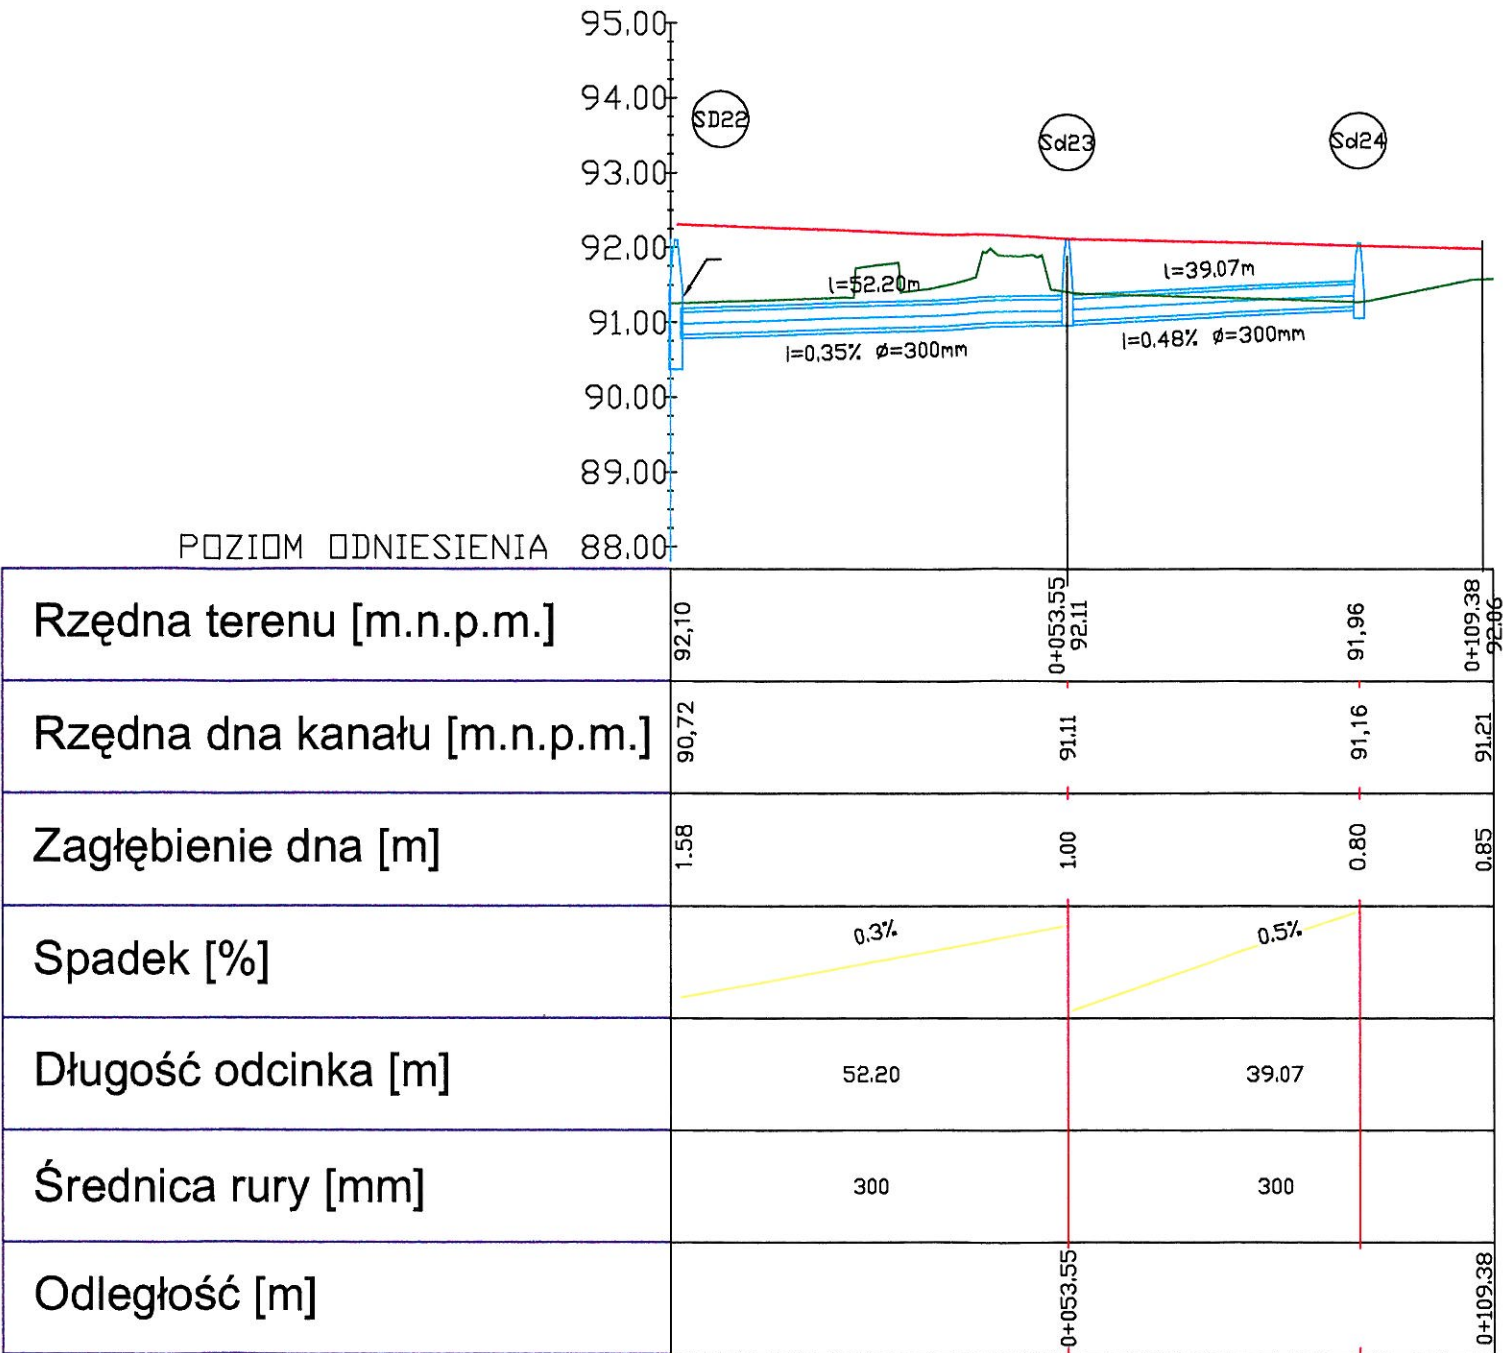 95.00
94.00
SD22
Sd23
Sd24
93.00
92.00
l=52.20m
l=39.07m
91.00
i=0.35% ø=300mm
i=0.48% ø=300mm
90.00
89.00
POZIOM ODNIESIENIA 88.00
Rzędna terenu [m.n.p.m.]
92,10
0+053.55
92.11
91,96
0+109.38
92.06
Rzędna dna kanału [m.n.p.m.]
90,72
91.11
91,16
91.21
Zagłębienie dna [m]
1.58
1.00
0.80
0.85
Spadek [%]
0.3%
0.5%
Długość odcinka [m]
52.20
39.07
Średnica rury [mm]
300
300
Odległość [m]
0+053.55
0+109.38